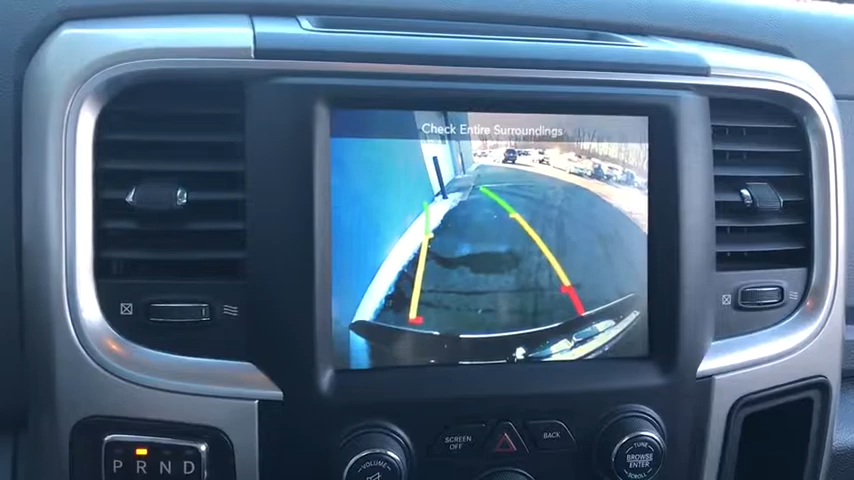 Check Entire Surroundings
SCREEN OFF
BACK
VOLUME
TUNE
BROWSE
ENTER
SCROLL
P R N D